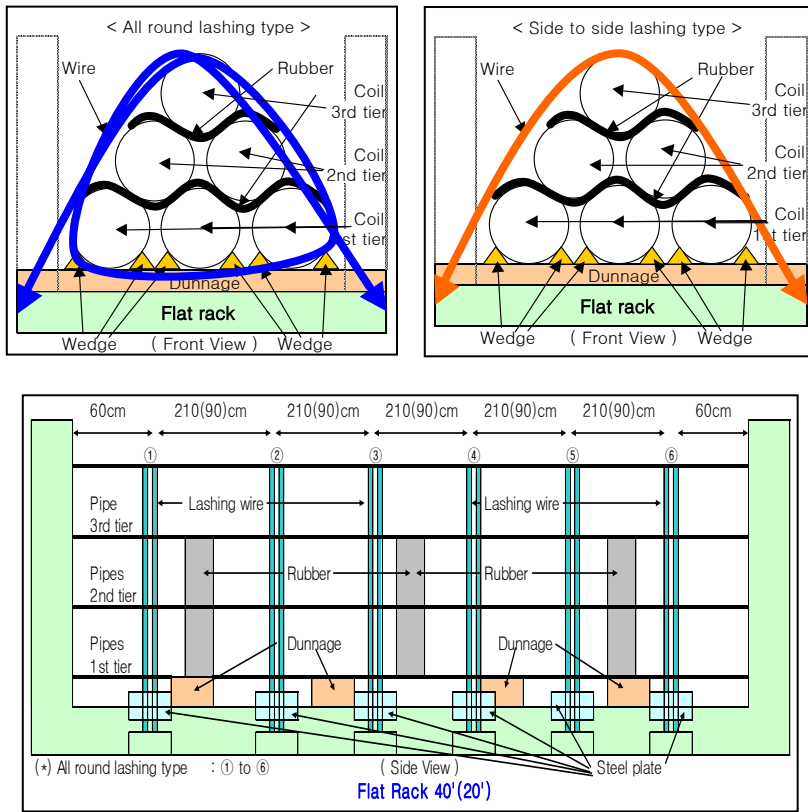 < All round lashing type >
Wire
Rubber
Coil
3rd tier
Coil
2nd tier
Coil
1st tier
Dunnage
Flat rack
Wedge
( Front View )
Wedge
< Side to side lashing type >
Wire
Rubber
Coil
3rd tier
Coil
2nd tier
Coil
1st tier
Dunnage
Flat rack
Wedge
(Front View )
Wedge
60cm 210(90)cm 210(90)cm 210(90)cm 210(90)cm 210(90)cm 60cm
① ② ③ ④ ⑤ ⑥
Pipe
3rd tier
Lashing wire Lashing wire
Pipes
2nd tier
Rubber Rubber
Pipes
1st tier
Dunnage Dunnage
(*) All round lashing type : ① to ⑥ ( Side View ) Steel plate
Flat Rack 40'(20')